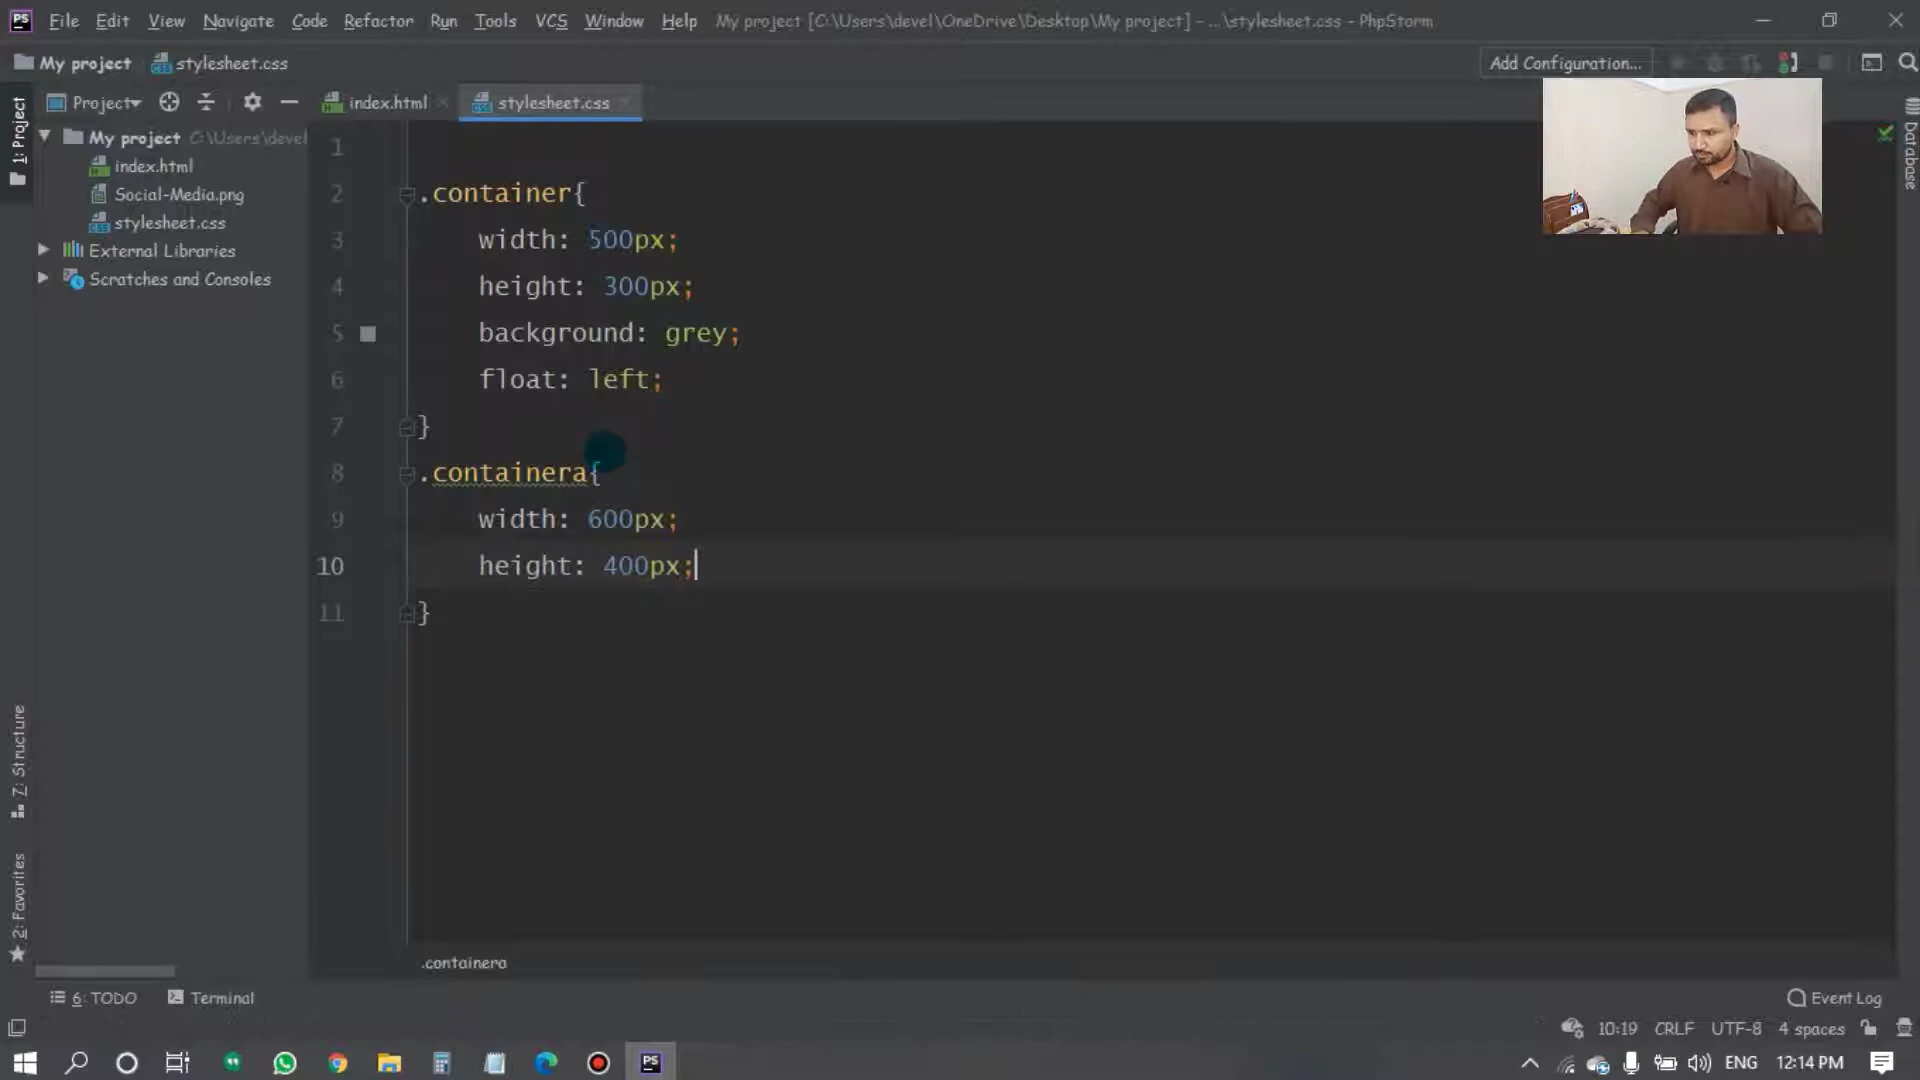 PS File Edit View Navigate Code Refactor Run Tools VCS Window Help My project [C:\Users\devel\OneDrive\Desktop\My project] - ...\stylesheet.css - PhpStorm
My project stylesheet.css Add Configuration...
Project index.html stylesheet.css
1: Project
My project C:\Users\devel
index.html
Social-Media.png
stylesheet.css
External Libraries
Scratches and Consoles
Database
1
2 .container{
3 width: 500px;
4 height: 300px;
5 background: grey;
6 float: left;
7 }
8 .containera{
9 width: 600px;
10 height: 400px;
11 }
7: Structure
2: Favorites
.containera
6: TODO Terminal Event Log
10:19 CRLF UTF-8 4 spaces
PS ENG 12:14 PM